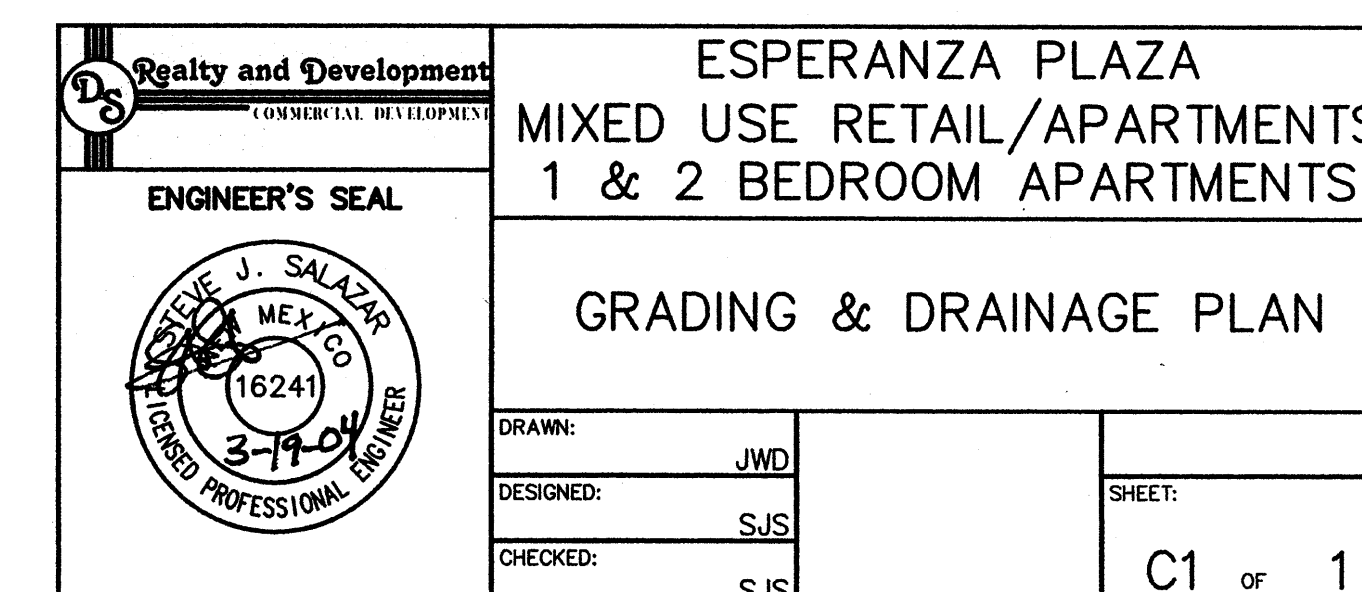 DS
Realty and Development
COMMERCIAL DEVELOPMENT
ENGINEER'S SEAL
STEVE J. SALAZAR
NEW MEXICO
16241
3-19-04
LICENSED PROFESSIONAL ENGINEER
ESPERANZA PLAZA
MIXED USE RETAIL/APARTMENTS
1 & 2 BEDROOM APARTMENTS
GRADING & DRAINAGE PLAN
DRAWN:
JWD
DESIGNED:
SJS
CHECKED:
SJS
SHEET:
C1 OF 1